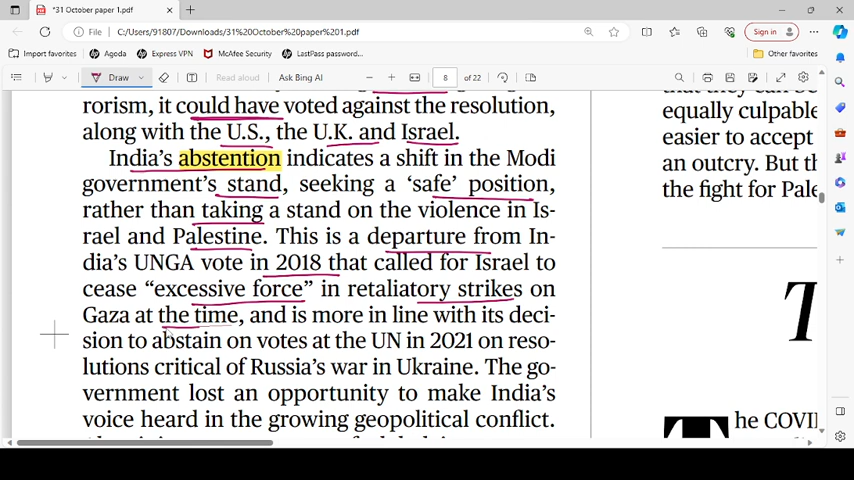 *31 October paper 1.pdf
File
C:/Users/91807/Downloads/31%20October%20paper%201.pdf
Sign in
Import favorites
Agoda
Express VPN
McAfee Security
LastPass password...
Other favorites
Draw
Read aloud
Ask Bing AI
8
of 22
rorism, it could have voted against the resolution,
along with the U.S., the U.K. and Israel.
India's abstention indicates a shift in the Modi
government's stand, seeking a 'safe' position,
rather than taking a stand on the violence in Is-
rael and Palestine. This is a departure from In-
dia's UNGA vote in 2018 that called for Israel to
cease "excessive force" in retaliatory strikes on
Gaza at the time, and is more in line with its deci-
sion to abstain on votes at the UN in 2021 on reso-
lutions critical of Russia's war in Ukraine. The go-
vernment lost an opportunity to make India's
voice heard in the growing geopolitical conflict.
equally culpable
easier to accept
an outcry. But th
the fight for Pale
T
The COVI